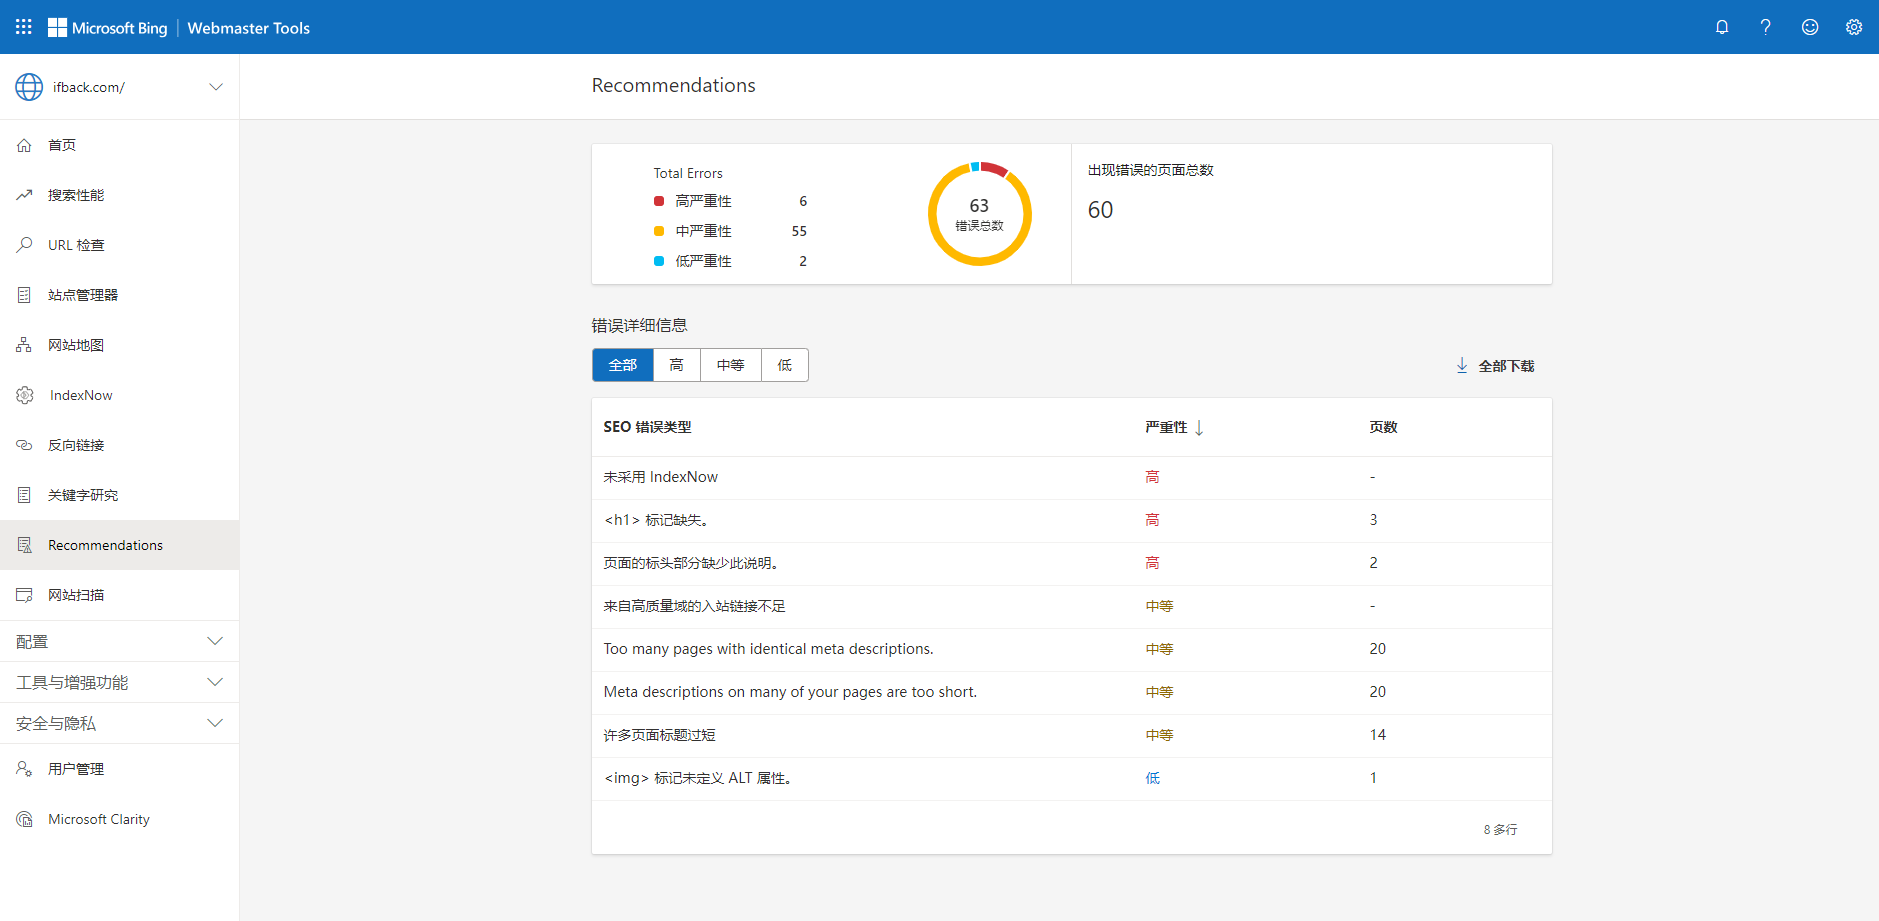 Microsoft Bing | Webmaster Tools
ifback.com/
首页
搜索性能
URL 检查
站点管理器
网站地图
IndexNow
反向链接
关键字研究
Recommendations
网站扫描
配置
工具与增强功能
安全与隐私
用户管理
Microsoft Clarity
Recommendations
Total Errors
高严重性 6
中严重性 55
低严重性 2
63
错误总数
出现错误的页面总数
60
错误详细信息
全部 高 中等 低
全部下载
SEO 错误类型 严重性 ↓ 页数
未采用 IndexNow 高 -
<h1> 标记缺失。 高 3
页面的标头部分缺少此说明。 高 2
来自高质量域的入站链接不足 中等 -
Too many pages with identical meta descriptions. 中等 20
Meta descriptions on many of your pages are too short. 中等 20
许多页面标题过短 中等 14
<img> 标记未定义 ALT 属性。 低 1
8 多行